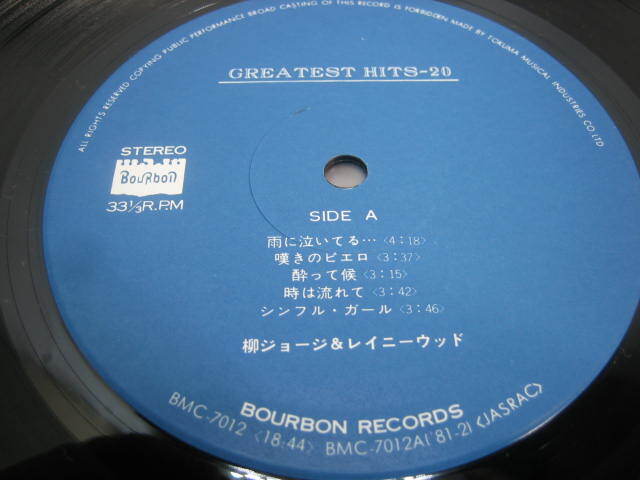 ALL RIGHTS RESERVED COPYING PUBLIC PERFORMANCE BROAD CASTING OF THIS RECORD IS FORBIDDEN MADE BY TOKUMA MUSICAL INDUSTRIES CO LTD.
GREATEST HITS-20
STEREO
BOURBON
33⅓R.P.M
SIDE A
雨に泣いてる…〈4:18〉
嘆きのピエロ〈3:37〉
酔って候〈3:15〉
時は流れて〈3:42〉
シンフル・ガール〈3:46〉
柳ジョージ&レイニーウッド
BOURBON RECORDS
BMC-7012 〈18:44〉 BMC-7012A('81-2)〈JASRAC〉